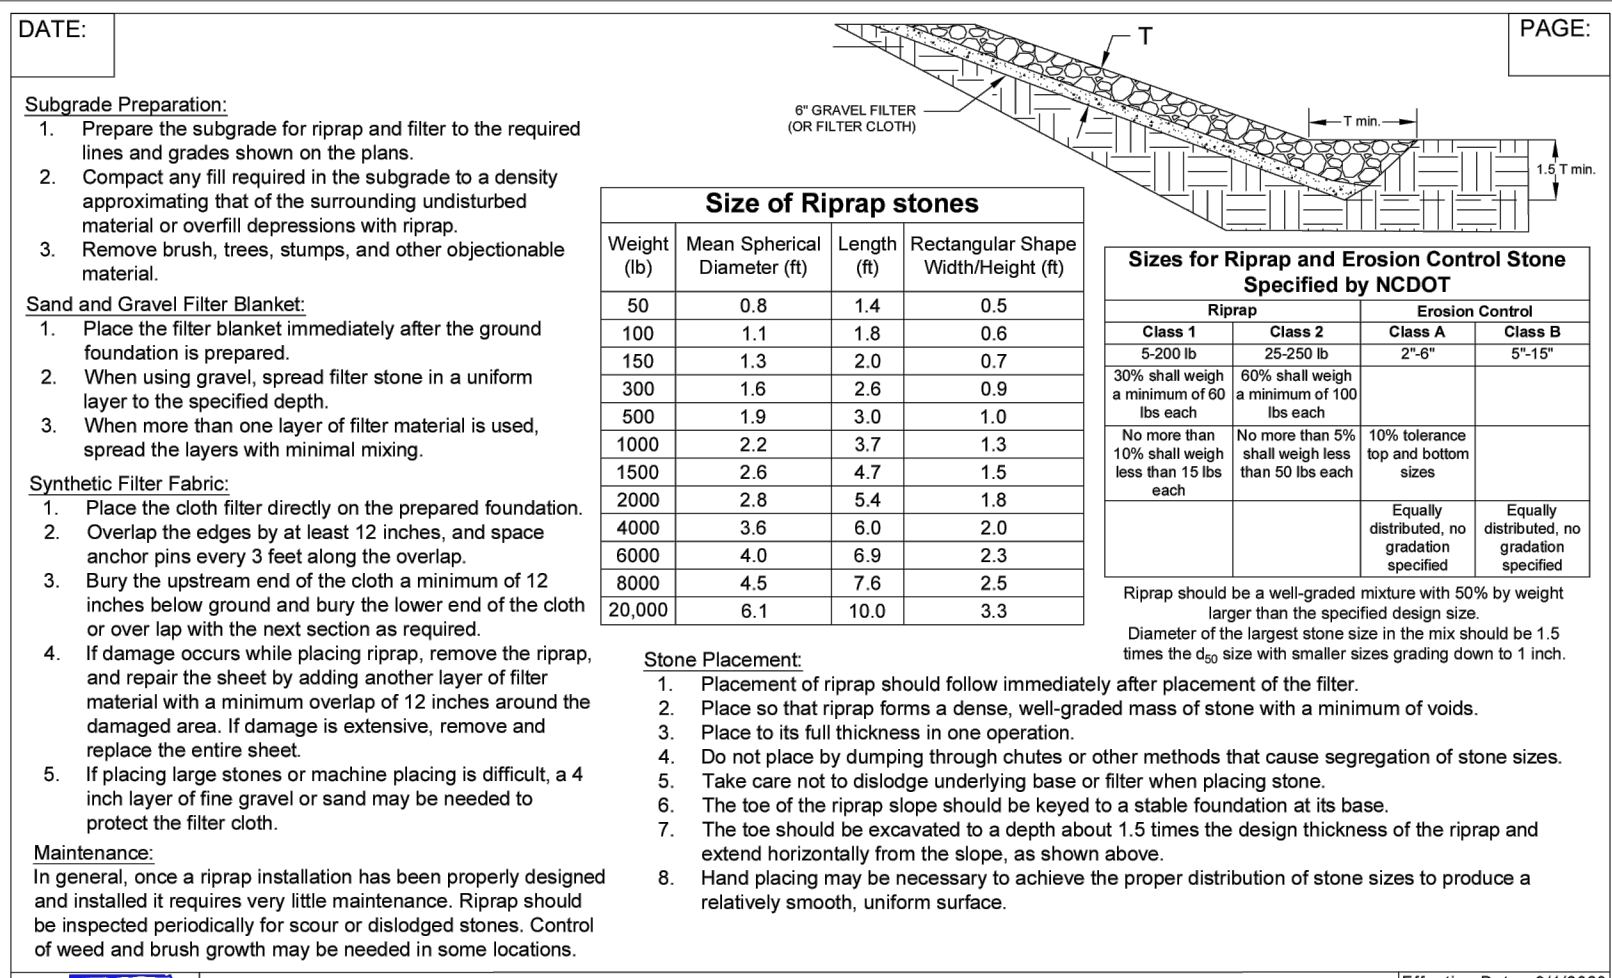 DATE:
PAGE:
T
6" GRAVEL FILTER
(OR FILTER CLOTH)
T min.
1.5 T min.
Subgrade Preparation:
1. Prepare the subgrade for riprap and filter to the required
lines and grades shown on the plans.
2. Compact any fill required in the subgrade to a density
approximating that of the surrounding undisturbed
material or overfill depressions with riprap.
3. Remove brush, trees, stumps, and other objectionable
material.
Sand and Gravel Filter Blanket:
1. Place the filter blanket immediately after the ground
foundation is prepared.
2. When using gravel, spread filter stone in a uniform
layer to the specified depth.
3. When more than one layer of filter material is used,
spread the layers with minimal mixing.
Synthetic Filter Fabric:
1. Place the cloth filter directly on the prepared foundation.
2. Overlap the edges by at least 12 inches, and space
anchor pins every 3 feet along the overlap.
3. Bury the upstream end of the cloth a minimum of 12
inches below ground and bury the lower end of the cloth
or over lap with the next section as required.
4. If damage occurs while placing riprap, remove the riprap,
and repair the sheet by adding another layer of filter
material with a minimum overlap of 12 inches around the
damaged area. If damage is extensive, remove and
replace the entire sheet.
5. If placing large stones or machine placing is difficult, a 4
inch layer of fine gravel or sand may be needed to
protect the filter cloth.
Maintenance:
In general, once a riprap installation has been properly designed
and installed it requires very little maintenance. Riprap should
be inspected periodically for scour or dislodged stones. Control
of weed and brush growth may be needed in some locations.
Size of Riprap stones
Weight (lb) Mean Spherical Diameter (ft) Length (ft) Rectangular Shape Width/Height (ft)
50 0.8 1.4 0.5
100 1.1 1.8 0.6
150 1.3 2.0 0.7
300 1.6 2.6 0.9
500 1.9 3.0 1.0
1000 2.2 3.7 1.3
1500 2.6 4.7 1.5
2000 2.8 5.4 1.8
4000 3.6 6.0 2.0
6000 4.0 6.9 2.3
8000 4.5 7.6 2.5
20,000 6.1 10.0 3.3
Sizes for Riprap and Erosion Control Stone
Specified by NCDOT
Riprap Erosion Control
Class 1 Class 2 Class A Class B
5-200 lb 25-250 lb 2"-6" 5"-15"
30% shall weigh a minimum of 60 lbs each 60% shall weigh a minimum of 100 lbs each
No more than 10% shall weigh less than 15 lbs each No more than 5% shall weigh less than 50 lbs each 10% tolerance top and bottom sizes
Equally distributed, no gradation specified Equally distributed, no gradation specified
Riprap should be a well-graded mixture with 50% by weight
larger than the specified design size.
Diameter of the largest stone size in the mix should be 1.5
times the d50 size with smaller sizes grading down to 1 inch.
Stone Placement:
1. Placement of riprap should follow immediately after placement of the filter.
2. Place so that riprap forms a dense, well-graded mass of stone with a minimum of voids.
3. Place to its full thickness in one operation.
4. Do not place by dumping through chutes or other methods that cause segregation of stone sizes.
5. Take care not to dislodge underlying base or filter when placing stone.
6. The toe of the riprap slope should be keyed to a stable foundation at its base.
7. The toe should be excavated to a depth about 1.5 times the design thickness of the riprap and
extend horizontally from the slope, as shown above.
8. Hand placing may be necessary to achieve the proper distribution of stone sizes to produce a
relatively smooth, uniform surface.